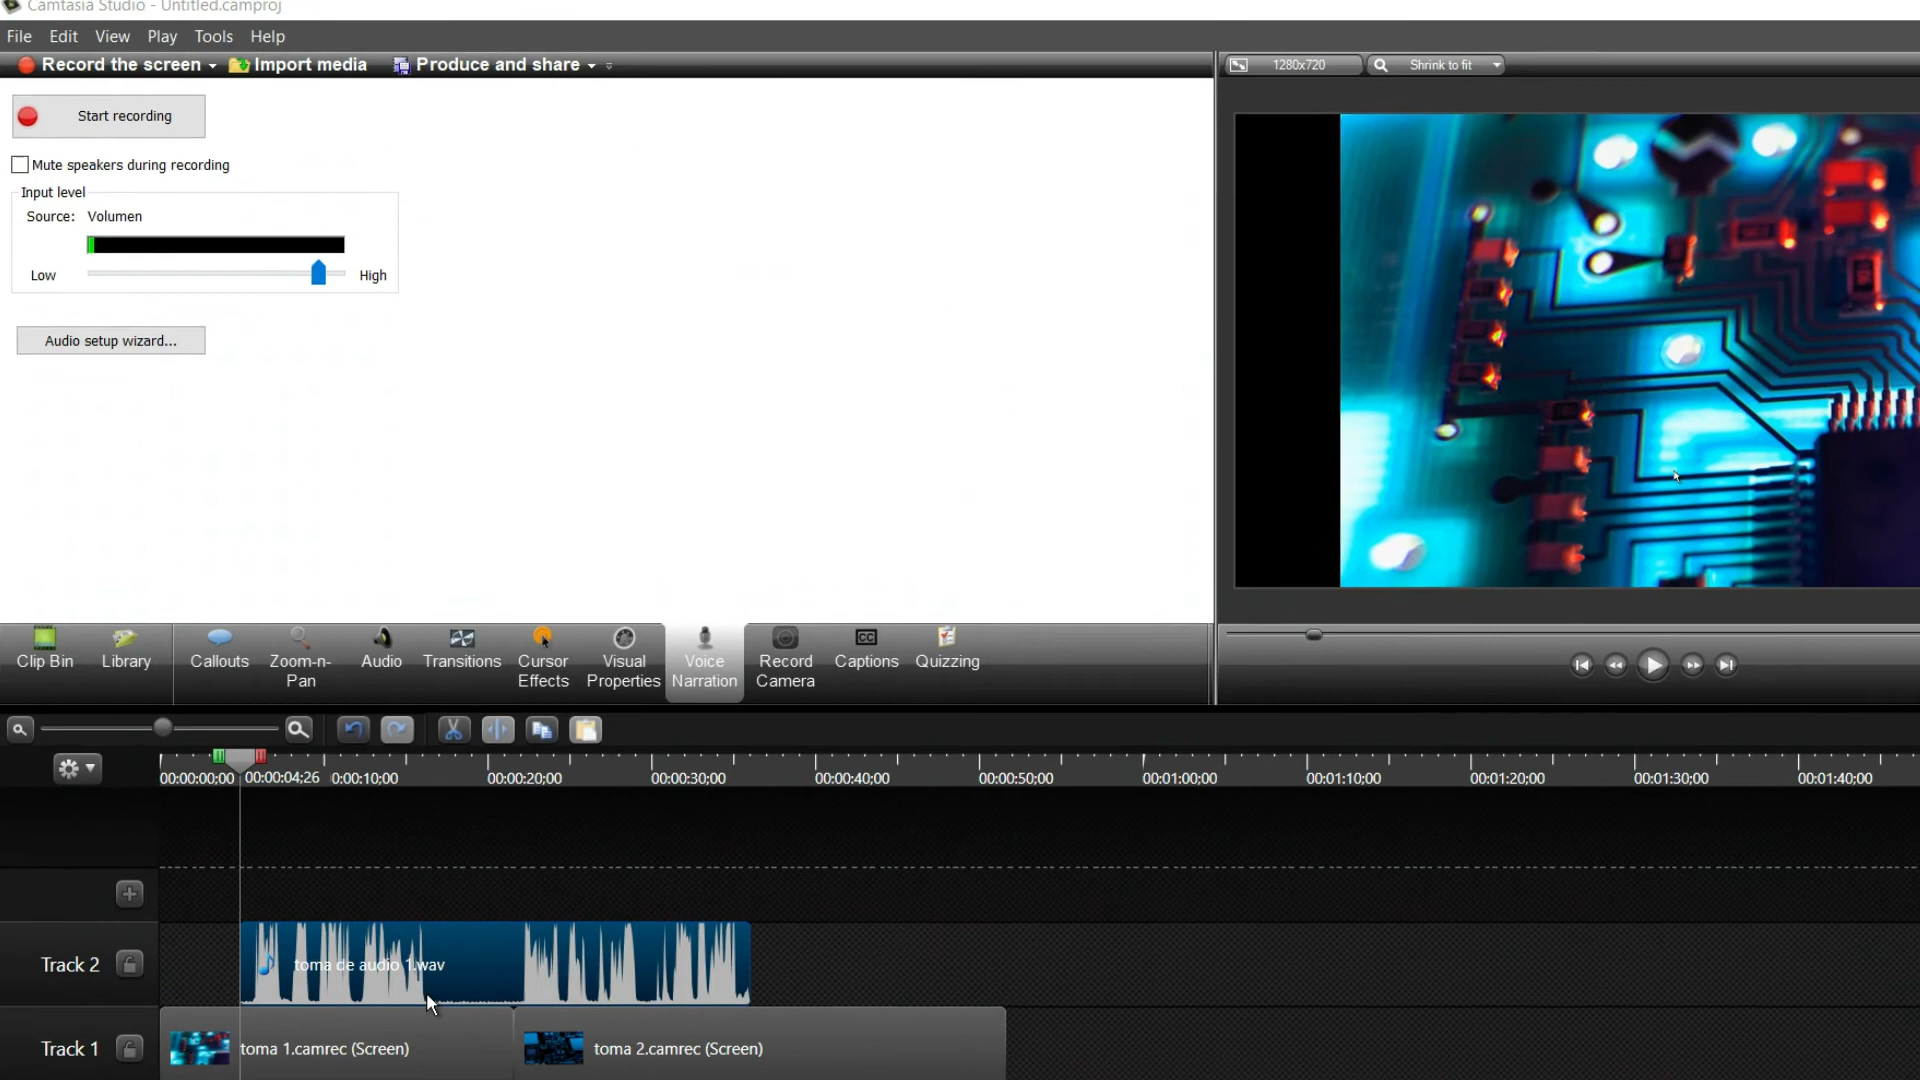 Camtasia Studio - Untitled.camproj
File Edit View Play Tools Help
Record the screen Import media Produce and share
1280x720 Shrink to fit
Start recording
Mute speakers during recording
Input level
Source: Volumen
Low High
Audio setup wizard...
Clip Bin Library Callouts Zoom-n-Pan Audio Transitions Cursor Effects Visual Properties Voice Narration Record Camera CC Captions Quizzing
00:00:00;00 00:00:04;26 0:00:10;00 00:00:20;00 00:00:30;00 00:00:40;00 00:00:50;00 00:01:00;00 00:01:10;00 00:01:20;00 00:01:30;00 00:01:40;00
Track 2 toma de audio 1.wav
Track 1 toma 1.camrec (Screen) toma 2.camrec (Screen)